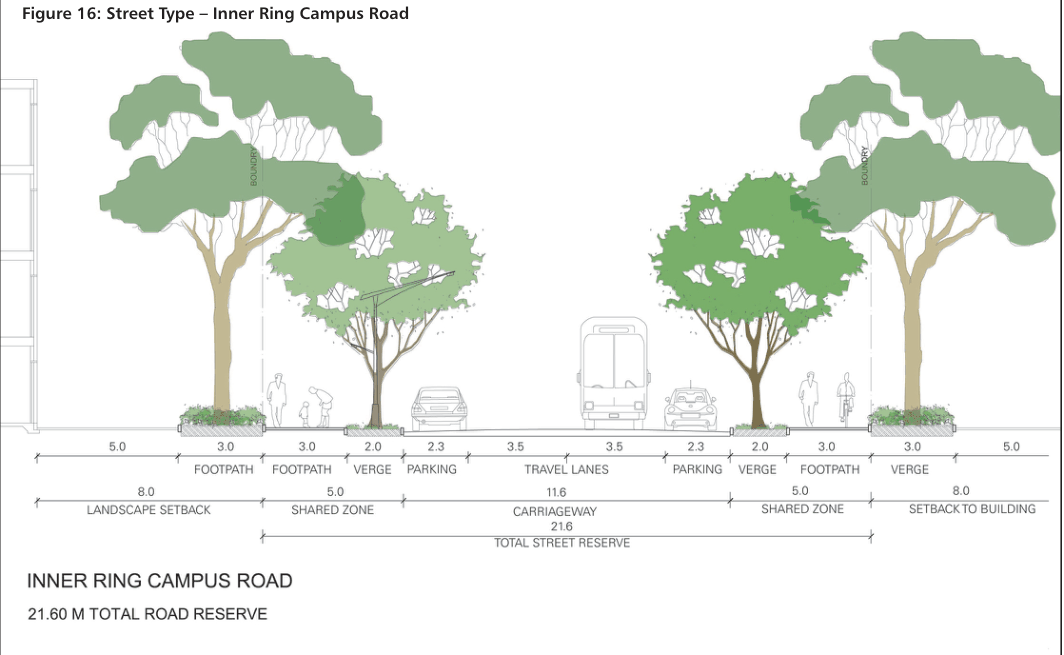 Figure 16: Street Type – Inner Ring Campus Road
BOUNDRY
BOUNDRY
5.0 3.0 3.0 2.0 2.3 3.5 3.5 2.3 2.0 3.0 3.0 5.0
FOOTPATH FOOTPATH VERGE PARKING TRAVEL LANES PARKING VERGE FOOTPATH VERGE
8.0 5.0 11.6 5.0 8.0
LANDSCAPE SETBACK SHARED ZONE CARRIAGEWAY SHARED ZONE SETBACK TO BUILDING
21.6
TOTAL STREET RESERVE
INNER RING CAMPUS ROAD
21.60 M TOTAL ROAD RESERVE